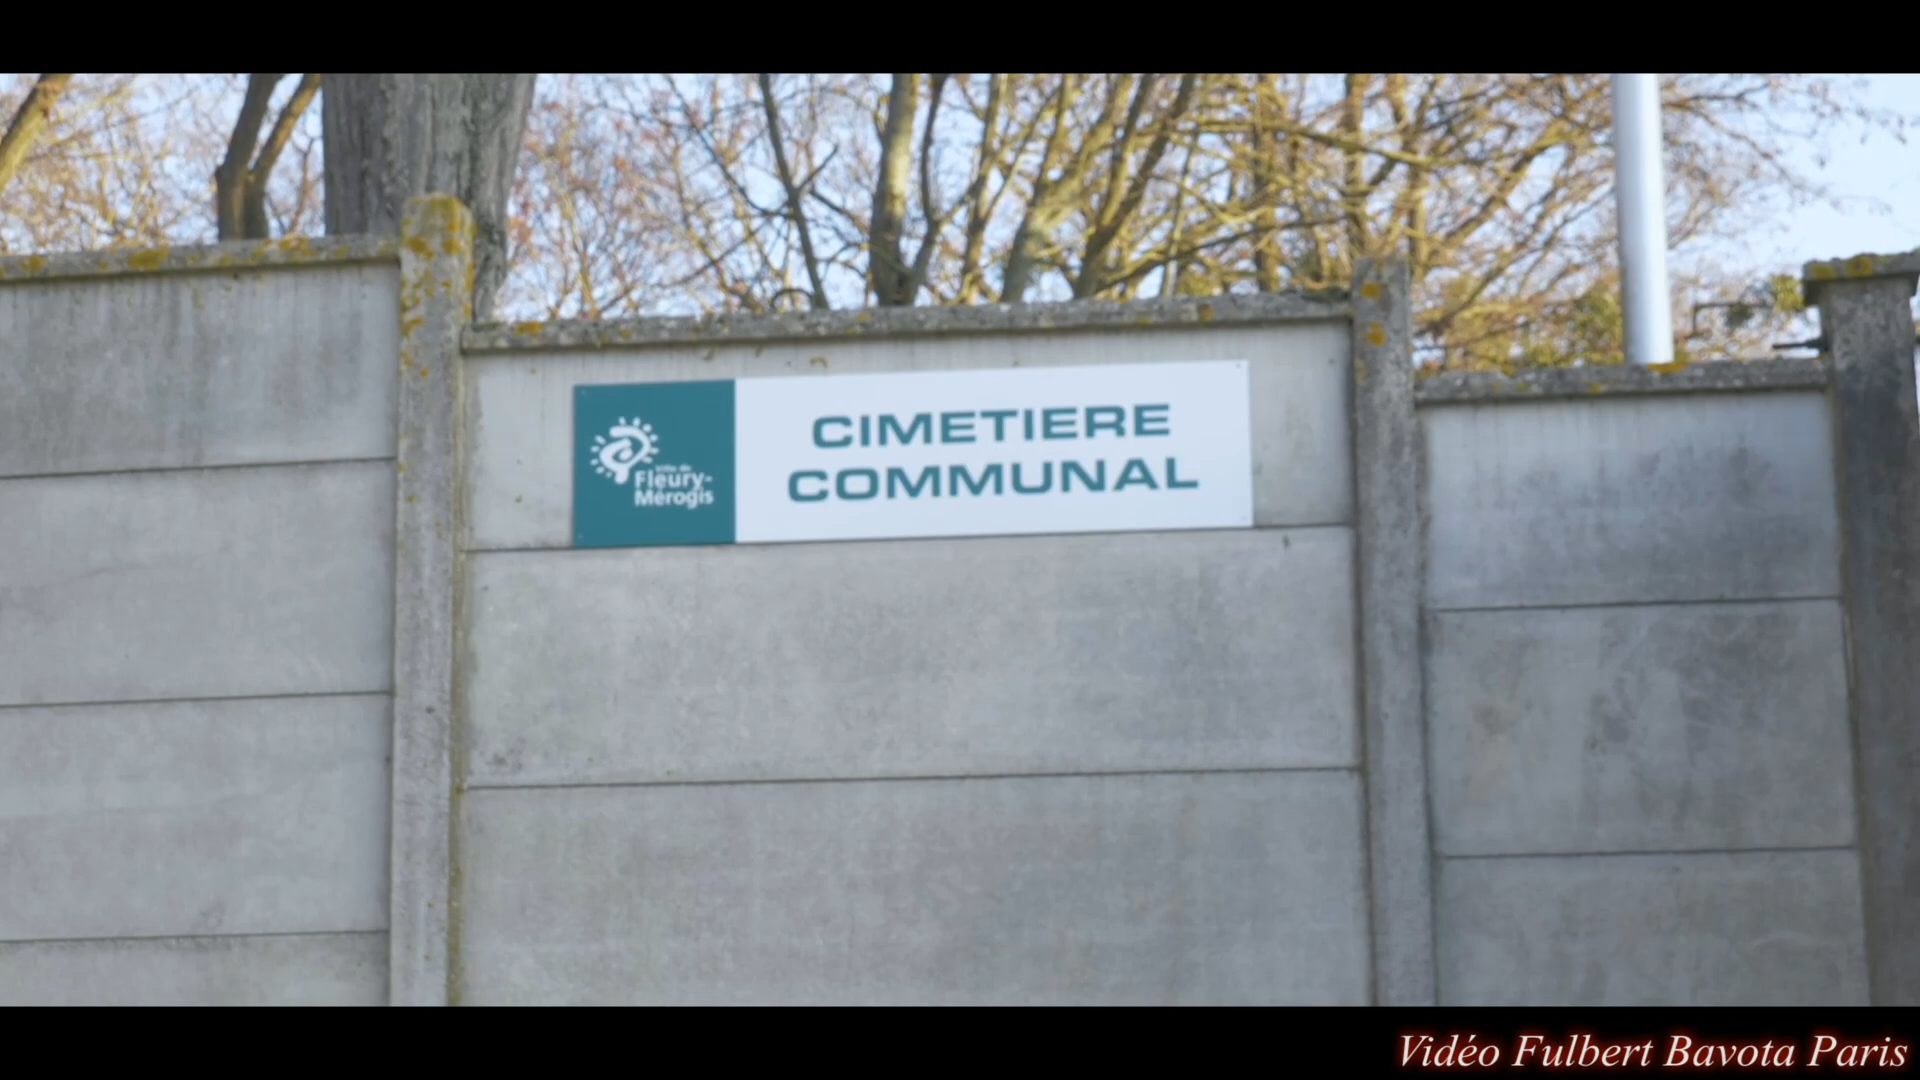 CIMETIERE
COMMUNAL
Ville de
Fleury-
Mérogis
Vidéo Fulbert Bavota Paris